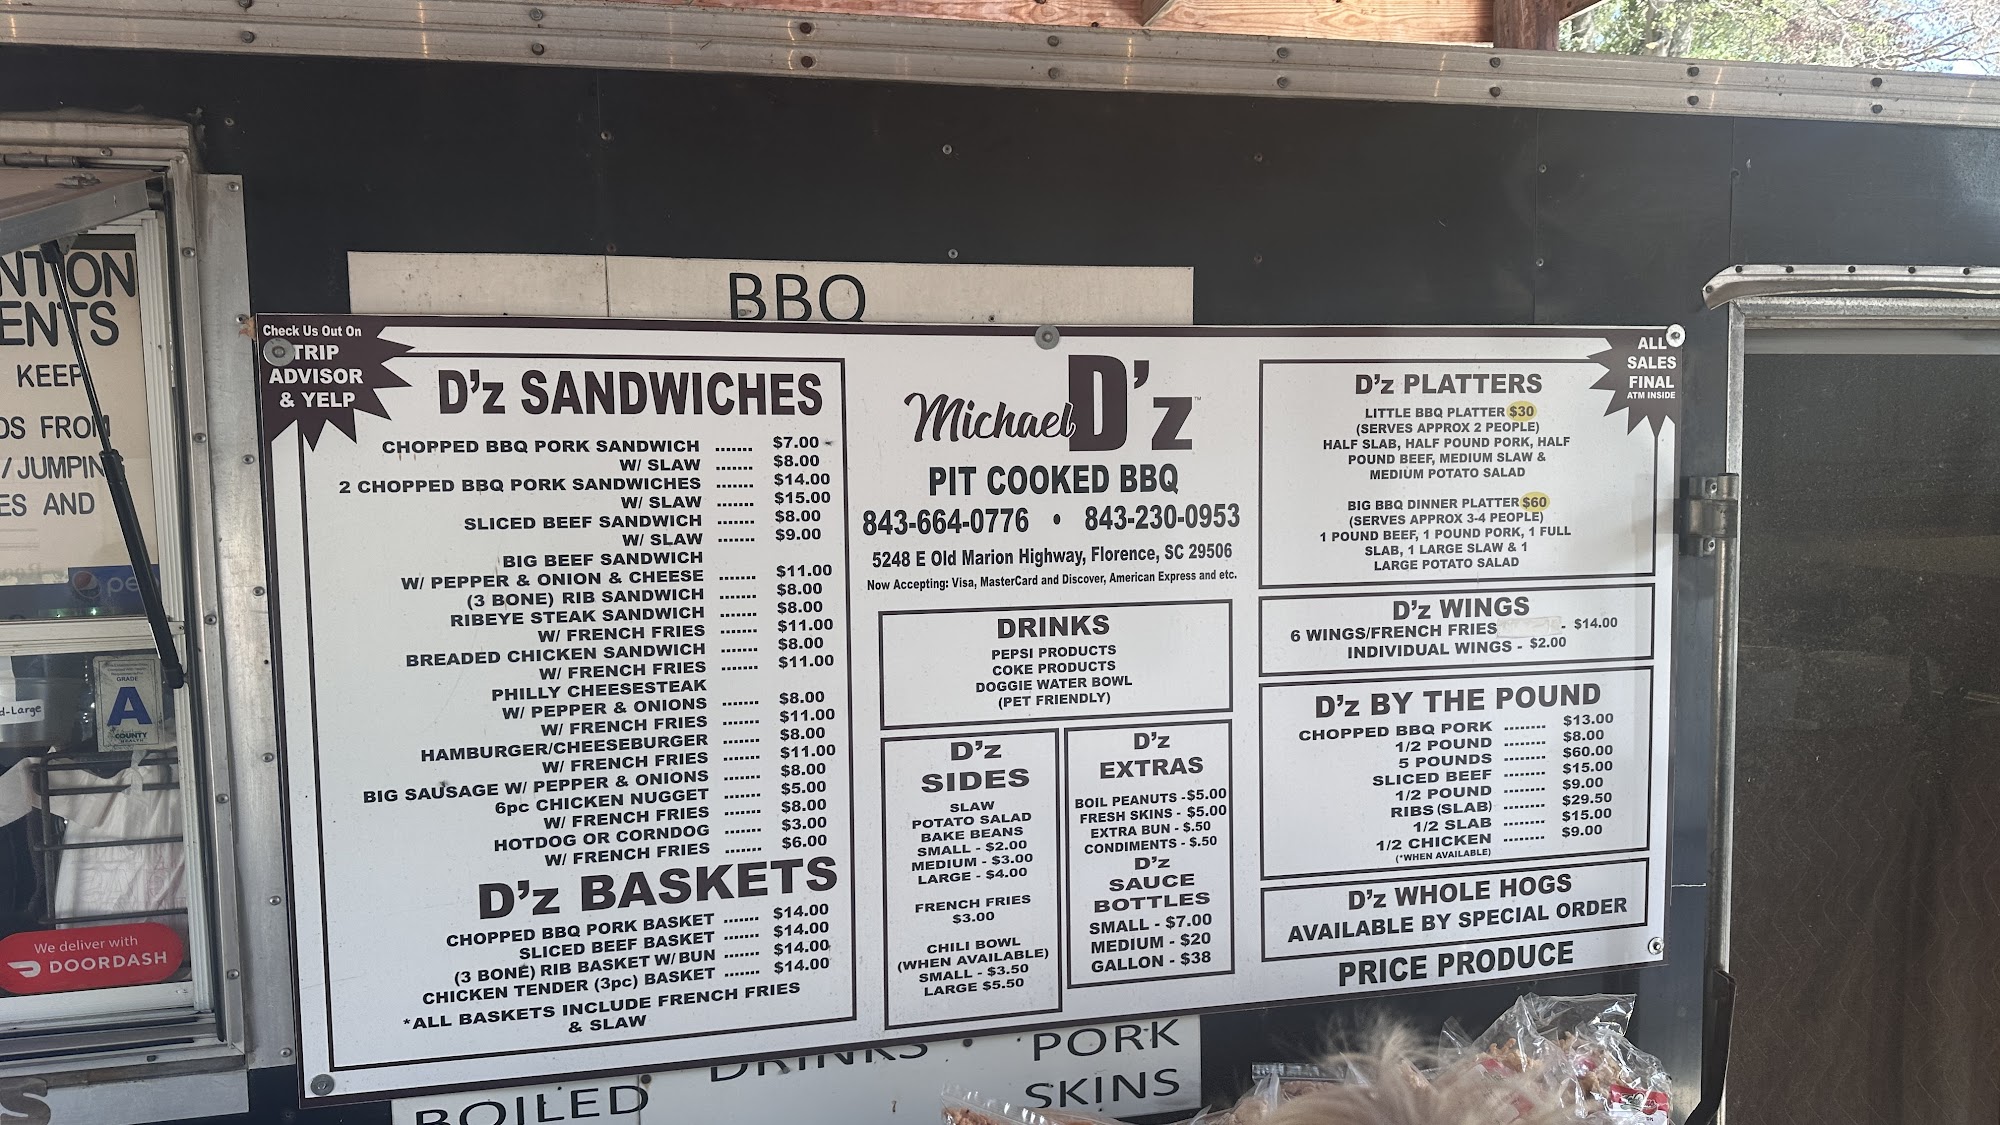 NTION
ENTS
KEEP
DS FROM
/ JUMPIN
ES AND
pe
d-Large
GRADE
A
COUNTY
HEALTH
We deliver with
DOORDASH
BBQ
Check Us Out On
TRIP
ADVISOR
& YELP
D'z SANDWICHES
CHOPPED BBQ PORK SANDWICH ....... $7.00
W/ SLAW ....... $8.00
2 CHOPPED BBQ PORK SANDWICHES ....... $14.00
W/ SLAW ....... $15.00
SLICED BEEF SANDWICH ....... $8.00
W/ SLAW ....... $9.00
BIG BEEF SANDWICH
W/ PEPPER & ONION & CHEESE ....... $11.00
(3 BONE) RIB SANDWICH ....... $8.00
RIBEYE STEAK SANDWICH ....... $8.00
W/ FRENCH FRIES ....... $11.00
BREADED CHICKEN SANDWICH ....... $8.00
W/ FRENCH FRIES ....... $11.00
PHILLY CHEESESTEAK
W/ PEPPER & ONIONS ....... $8.00
W/ FRENCH FRIES ....... $11.00
HAMBURGER/CHEESEBURGER ....... $8.00
W/ FRENCH FRIES ....... $11.00
BIG SAUSAGE W/ PEPPER & ONIONS ....... $8.00
6pc CHICKEN NUGGET ....... $5.00
W/ FRENCH FRIES ....... $8.00
HOTDOG OR CORNDOG ....... $3.00
W/ FRENCH FRIES ....... $6.00
D'z BASKETS
CHOPPED BBQ PORK BASKET ....... $14.00
SLICED BEEF BASKET ....... $14.00
(3 BONE) RIB BASKET W/ BUN ....... $14.00
CHICKEN TENDER (3pc) BASKET ....... $14.00
*ALL BASKETS INCLUDE FRENCH FRIES
& SLAW
Michael D'z™
PIT COOKED BBQ
843-664-0776 • 843-230-0953
5248 E Old Marion Highway, Florence, SC 29506
Now Accepting: Visa, MasterCard and Discover, American Express and etc.
DRINKS
PEPSI PRODUCTS
COKE PRODUCTS
DOGGIE WATER BOWL
(PET FRIENDLY)
D'z
SIDES
SLAW
POTATO SALAD
BAKE BEANS
SMALL - $2.00
MEDIUM - $3.00
LARGE - $4.00
FRENCH FRIES
$3.00
CHILI BOWL
(WHEN AVAILABLE)
SMALL - $3.50
LARGE $5.50
D'z
EXTRAS
BOIL PEANUTS -$5.00
FRESH SKINS - $5.00
EXTRA BUN - $.50
CONDIMENTS - $.50
D'z
SAUCE
BOTTLES
SMALL - $7.00
MEDIUM - $20
GALLON - $38
ALL
SALES
FINAL
ATM INSIDE
D'z PLATTERS
LITTLE BBQ PLATTER $30
(SERVES APPROX 2 PEOPLE)
HALF SLAB, HALF POUND PORK, HALF
POUND BEEF, MEDIUM SLAW &
MEDIUM POTATO SALAD
BIG BBQ DINNER PLATTER $60
(SERVES APPROX 3-4 PEOPLE)
1 POUND BEEF, 1 POUND PORK, 1 FULL
SLAB, 1 LARGE SLAW & 1
LARGE POTATO SALAD
D'z WINGS
6 WINGS/FRENCH FRIES - $14.00
INDIVIDUAL WINGS - $2.00
D'z BY THE POUND
CHOPPED BBQ PORK ........ $13.00
1/2 POUND ........ $8.00
5 POUNDS ........ $60.00
SLICED BEEF ........ $15.00
1/2 POUND ........ $9.00
RIBS (SLAB) ........ $29.50
1/2 SLAB ........ $15.00
1/2 CHICKEN ........ $9.00
(*WHEN AVAILABLE)
D'z WHOLE HOGS
AVAILABLE BY SPECIAL ORDER
PRICE PRODUCE
BOILED
DRINKS
PORK
SKINS